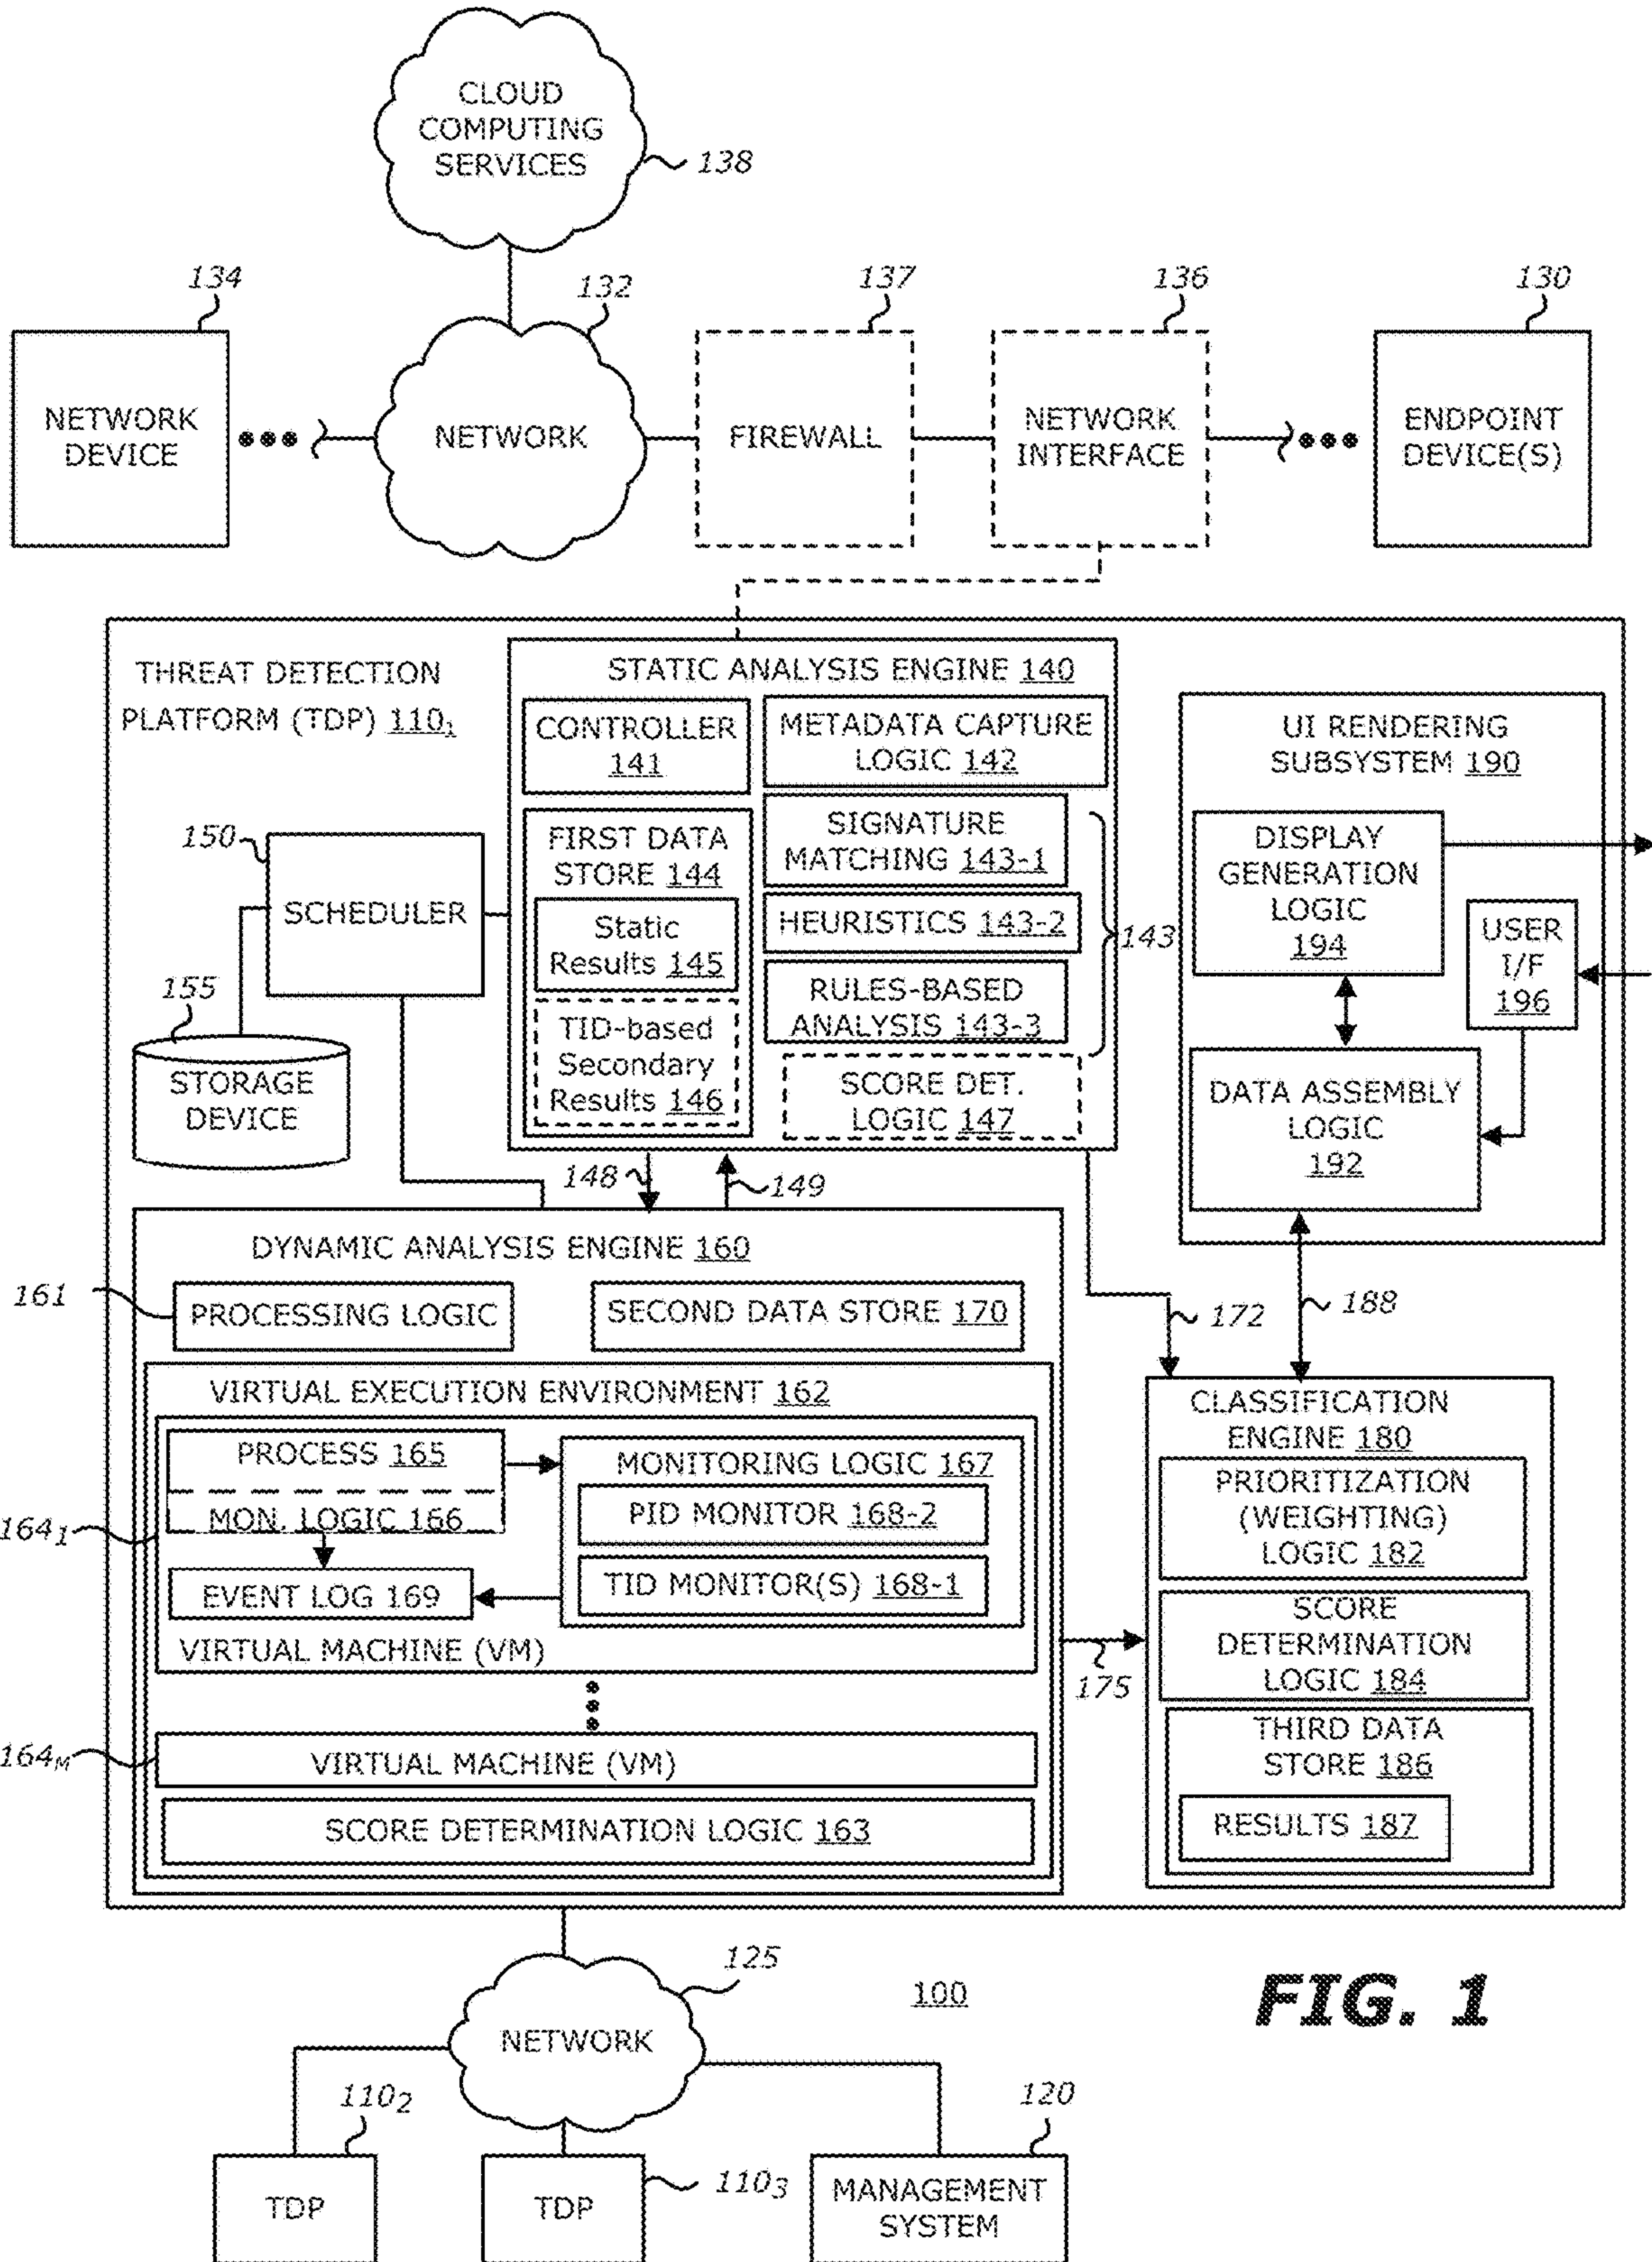 CLOUD
COMPUTING
SERVICES
138
134
132
137
136
130
NETWORK
DEVICE
NETWORK
FIREWALL
NETWORK
INTERFACE
ENDPOINT
DEVICE(S)
THREAT DETECTION
PLATFORM (TDP) 110₁
STATIC ANALYSIS ENGINE 140
CONTROLLER
141
METADATA CAPTURE
LOGIC 142
FIRST DATA
STORE 144
Static
Results 145
TID-based
Secondary
Results 146
SIGNATURE
MATCHING 143-1
HEURISTICS 143-2
RULES-BASED
ANALYSIS 143-3
SCORE DET.
LOGIC 147
143
150
SCHEDULER
155
STORAGE
DEVICE
UI RENDERING
SUBSYSTEM 190
DISPLAY
GENERATION
LOGIC
194
USER
I/F
196
DATA ASSEMBLY
LOGIC
192
148
149
172
188
DYNAMIC ANALYSIS ENGINE 160
161
PROCESSING LOGIC
SECOND DATA STORE 170
VIRTUAL EXECUTION ENVIRONMENT 162
PROCESS 165
MON. LOGIC 166
164₁
EVENT LOG 169
MONITORING LOGIC 167
PID MONITOR 168-2
TID MONITOR(S) 168-1
VIRTUAL MACHINE (VM)
164M
VIRTUAL MACHINE (VM)
SCORE DETERMINATION LOGIC 163
175
CLASSIFICATION
ENGINE 180
PRIORITIZATION
(WEIGHTING)
LOGIC 182
SCORE
DETERMINATION
LOGIC 184
THIRD DATA
STORE 186
RESULTS 187
125
NETWORK
100
FIG. 1
110₂
TDP
TDP
110₃
120
MANAGEMENT
SYSTEM